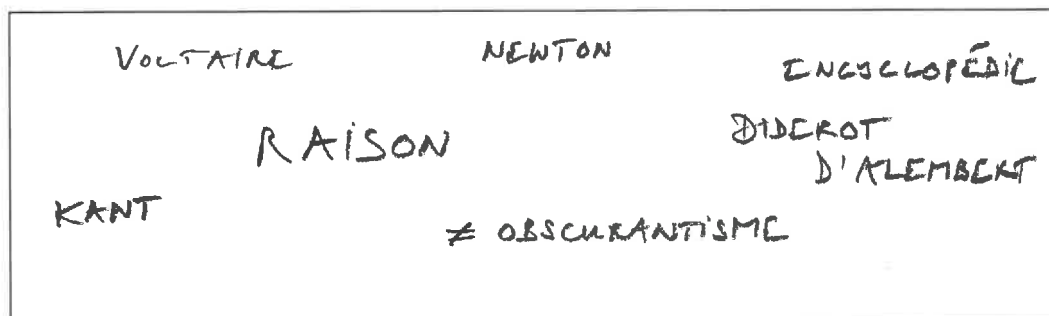 VOLTAIRE
NEWTON
ENCYCLOPÉDIE
RAISON
DIDEROT
D'ALEMBERT
KANT
≠ OBSCURANTISME